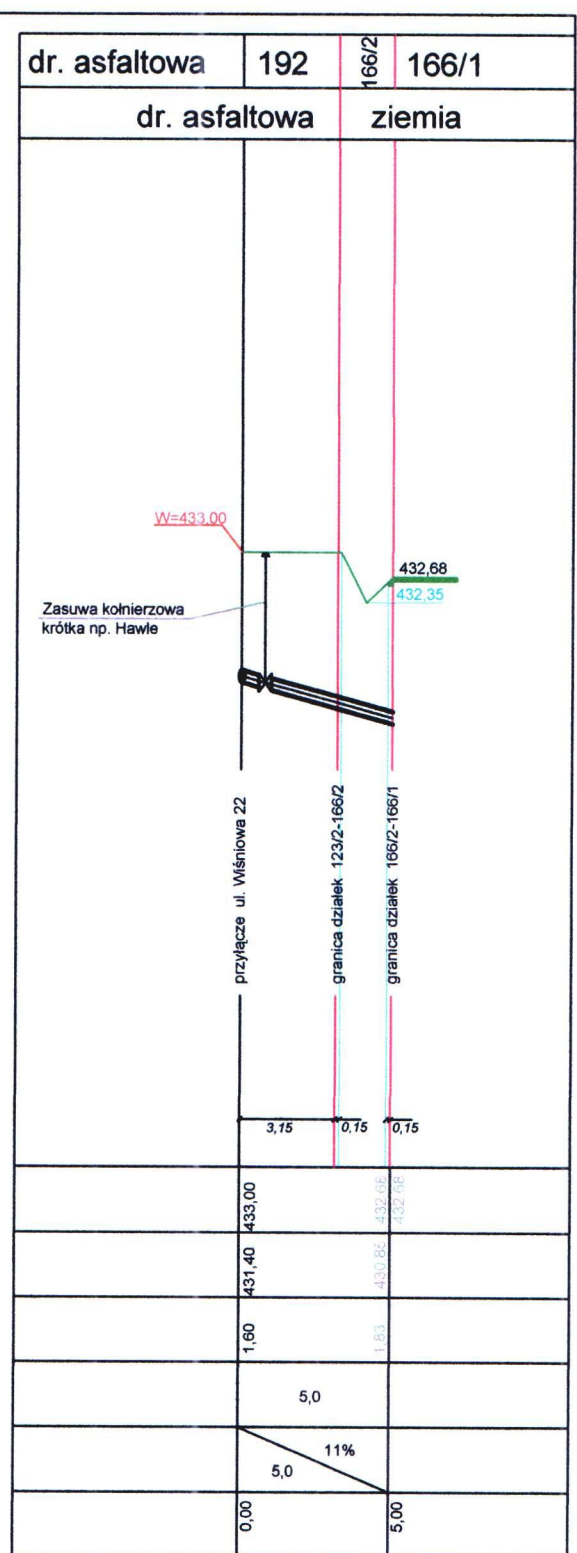 dr. asfaltowa 192 166/2 166/1
dr. asfaltowa ziemia
W=433,00
432,68
432,35
Zasuwa kołnierzowa
krótka np. Hawle
przyłącze ul. Wiśniowa 22
granica działek 123/2-166/2
granica działek 166/2-166/1
3,15 0,15 0,15
433,00 432,68 432,68
431,40 430,85
1,60 1,83
5,0
11%
5,0
0,00 5,00